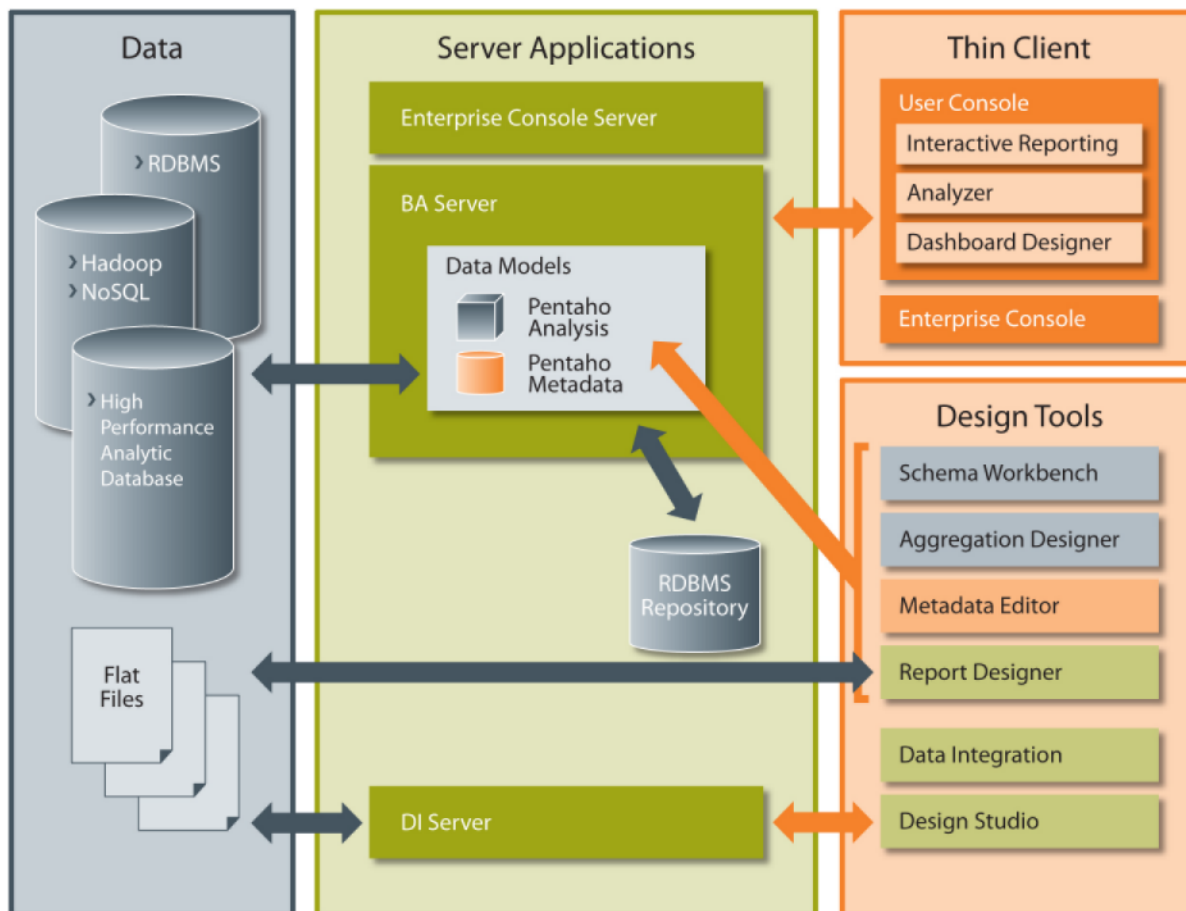 Data
› RDBMS
› Hadoop
› NoSQL
› High
Performance
Analytic
Database
Flat
Files
Server Applications
Enterprise Console Server
BA Server
Data Models
Pentaho
Analysis
Pentaho
Metadata
RDBMS
Repository
DI Server
Thin Client
User Console
Interactive Reporting
Analyzer
Dashboard Designer
Enterprise Console
Design Tools
Schema Workbench
Aggregation Designer
Metadata Editor
Report Designer
Data Integration
Design Studio